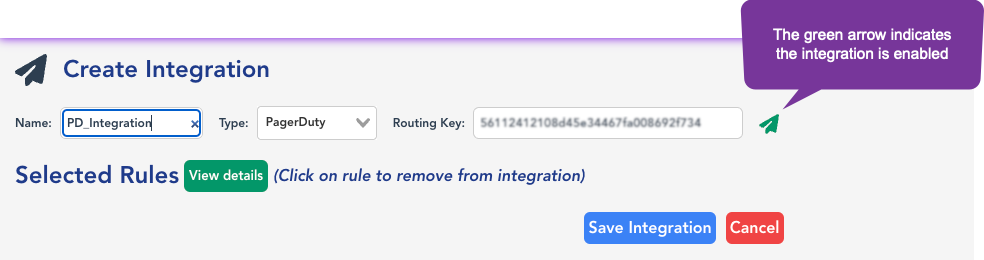 The green arrow indicates
the integration is enabled
Create Integration
Name: PD_Integration × Type: PagerDuty Routing Key:
Selected Rules View details (Click on rule to remove from integration)
Save Integration Cancel